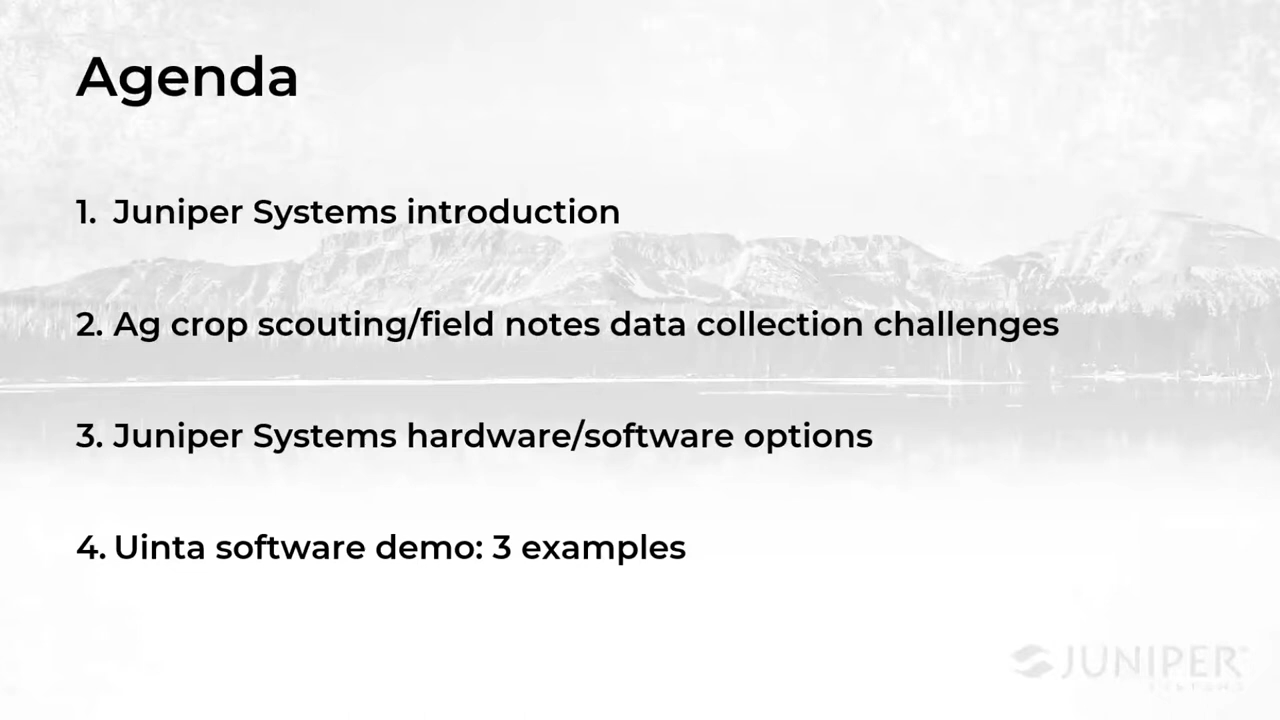 Agenda
1. Juniper Systems introduction
2. Ag crop scouting/field notes data collection challenges
3. Juniper Systems hardware/software options
4. Uinta software demo: 3 examples
JUNIPER
SYSTEMS